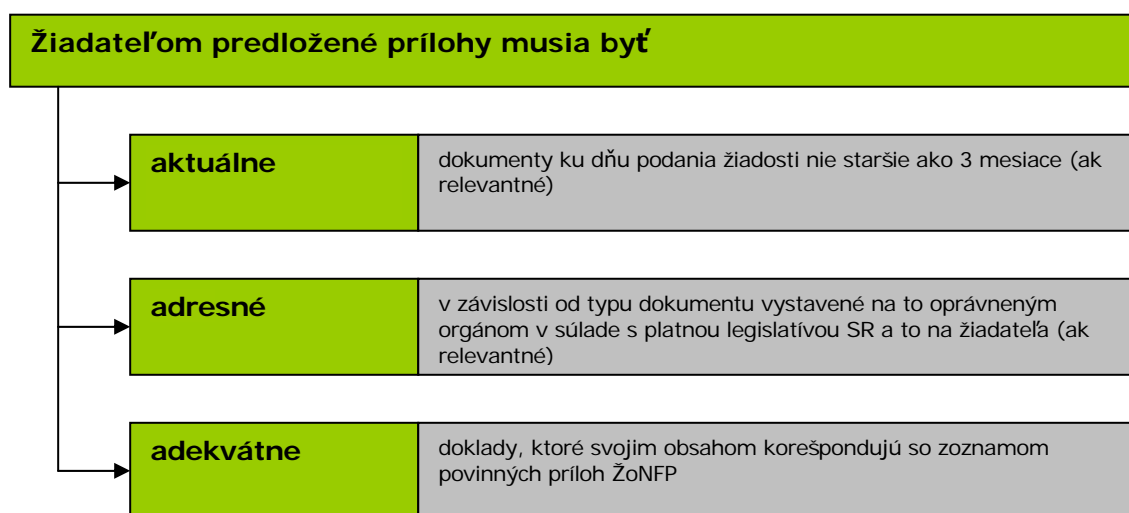 Žiadateľom predložené prílohy musia byť
aktuálne
dokumenty ku dňu podania žiadosti nie staršie ako 3 mesiace (ak
relevantné)
adresné
v závislosti od typu dokumentu vystavené na to oprávneným
orgánom v súlade s platnou legislatívou SR a to na žiadateľa (ak
relevantné)
adekvátne
doklady, ktoré svojim obsahom korešpondujú so zoznamom
povinných príloh ŽoNFP